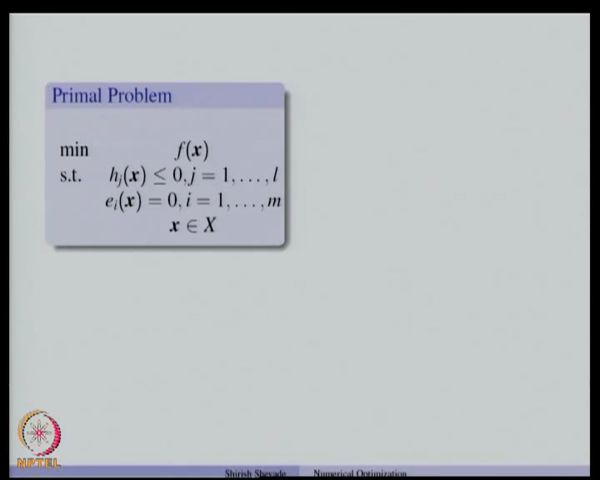 Primal Problem
min f(x)
s.t. h_j(x) ≤ 0, j = 1, . . . , l
e_i(x) = 0, i = 1, . . . , m
x ∈ X
NPTEL
Shirish Shevade Numerical Optimization